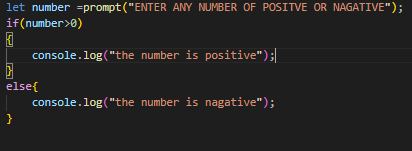 let number =prompt("ENTER ANY NUMBER OF POSITVE OR NAGATIVE");
if(number>0)
{
    console.log("the number is positive");
}
else{
    console.log("the number is nagative");
}